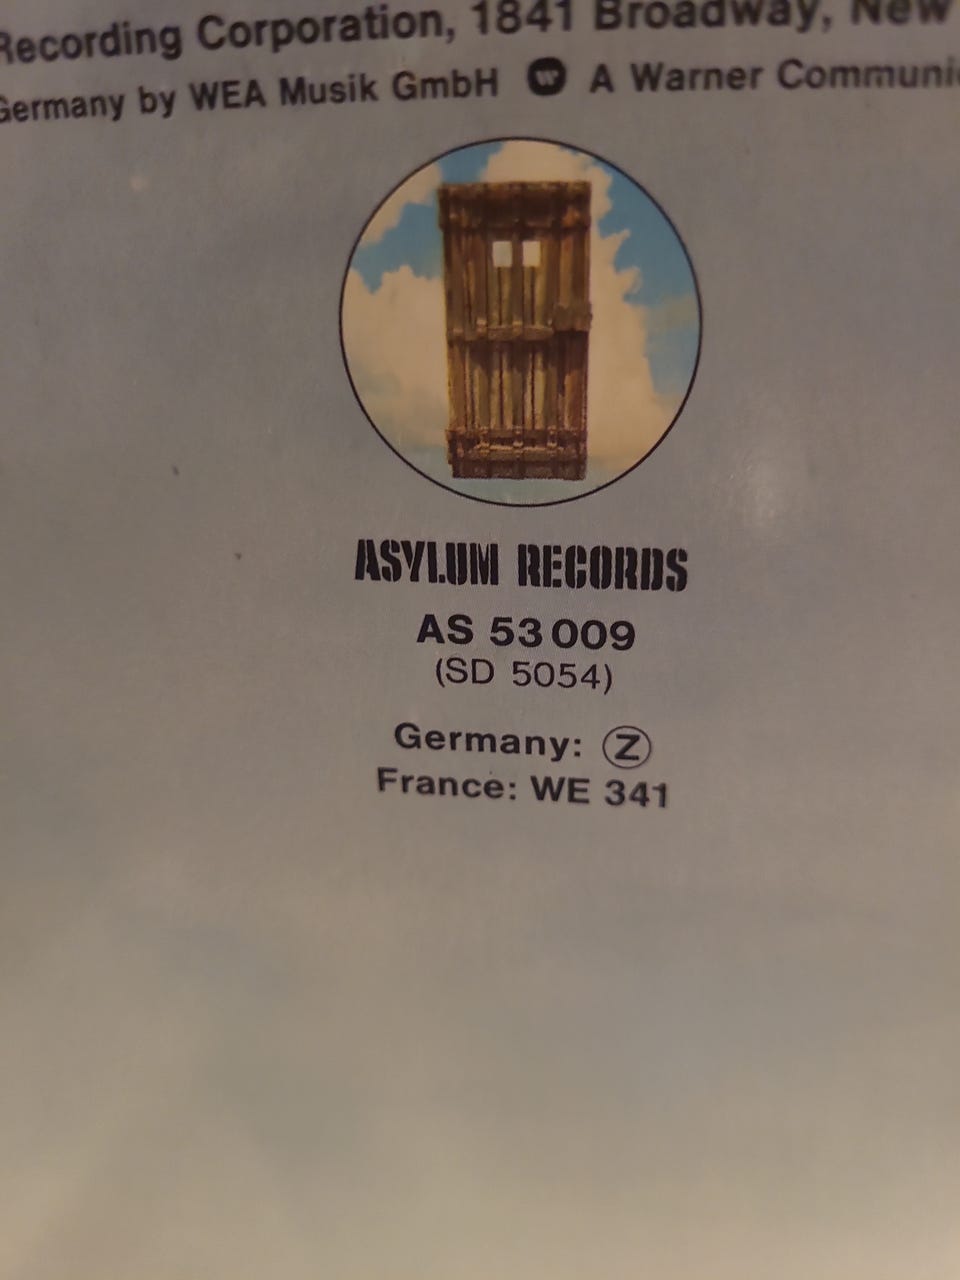 Recording Corporation, 1841 Broadway, New
Germany by WEA Musik GmbH W A Warner Communi
ASYLUM RECORDS
AS 53 009
(SD 5054)
Germany: Z
France: WE 341